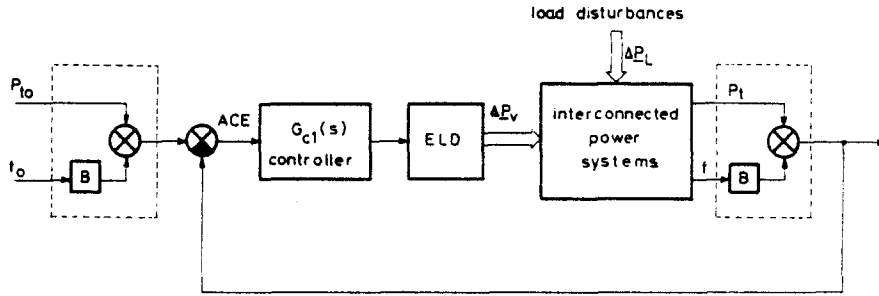 load disturbances
ΔP_L
P_to
ACE
G_c1(s)
controller
ELD
ΔP_v
interconnected
power
systems
P_t
f_o
B
f
B